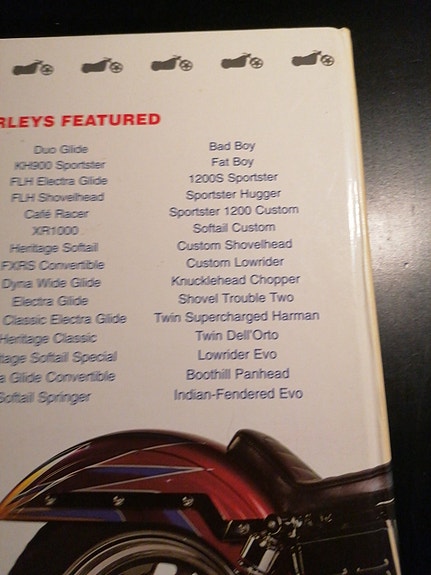 RLEYS FEATURED
Duo Glide
KH900 Sportster
FLH Electra Glide
FLH Shovelhead
Café Racer
XR1000
Heritage Softail
FXRS Convertible
Dyna Wide Glide
Electra Glide
Classic Electra Glide
Heritage Classic
tage Softail Special
a Glide Convertible
Softail Springer
Bad Boy
Fat Boy
1200S Sportster
Sportster Hugger
Sportster 1200 Custom
Softail Custom
Custom Shovelhead
Custom Lowrider
Knucklehead Chopper
Shovel Trouble Two
Twin Supercharged Harman
Twin Dell'Orto
Lowrider Evo
Boothill Panhead
Indian-Fendered Evo